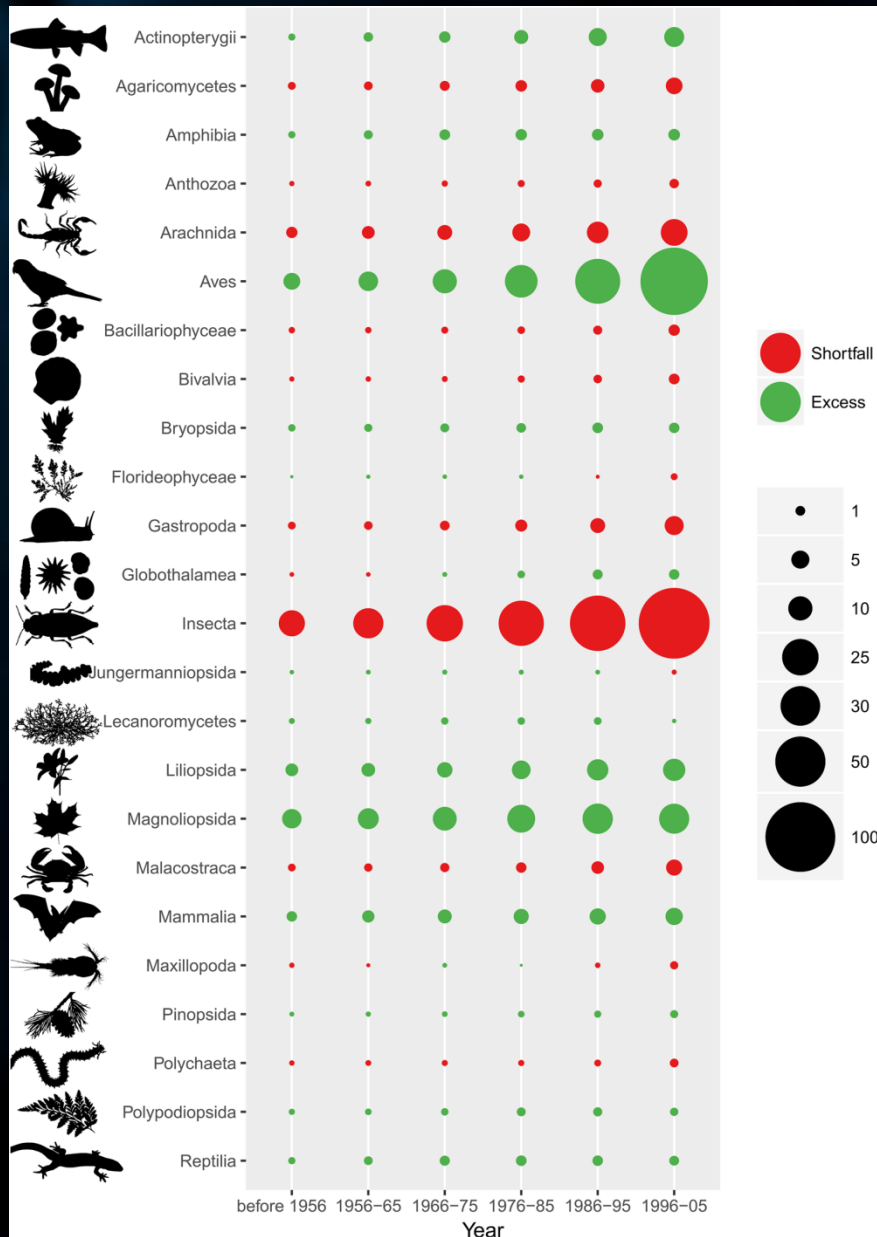 Actinopterygii
Agaricomycetes
Amphibia
Anthozoa
Arachnida
Aves
Bacillariophyceae
Bivalvia
Bryopsida
Florideophyceae
Gastropoda
Globothalamea
Insecta
Jungermanniopsida
Lecanoromycetes
Liliopsida
Magnoliopsida
Malacostraca
Mammalia
Maxillopoda
Pinopsida
Polychaeta
Polypodiopsida
Reptilia
before 1956 1956−65 1966−75 1976−85 1986−95 1996−05
Year
Shortfall
Excess
1
5
10
25
30
50
100